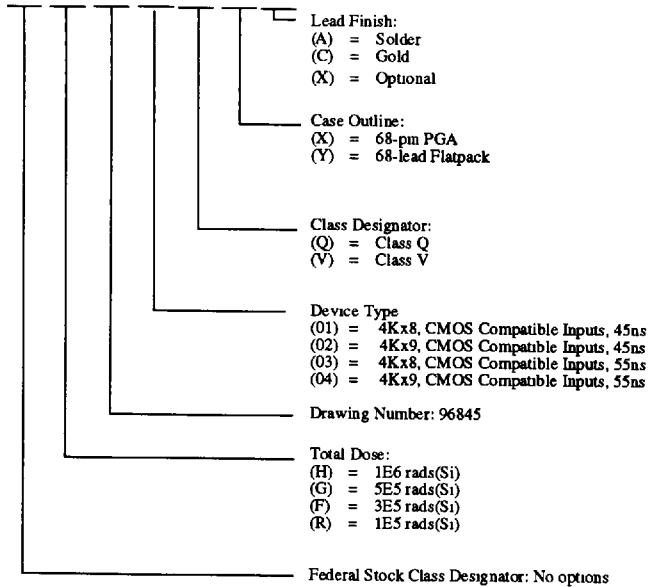 Lead Finish:
(A) = Solder
(C) = Gold
(X) = Optional
Case Outline:
(X) = 68-pin PGA
(Y) = 68-lead Flatpack
Class Designator:
(Q) = Class Q
(V) = Class V
Device Type
(01) = 4Kx8, CMOS Compatible Inputs, 45ns
(02) = 4Kx9, CMOS Compatible Inputs, 45ns
(03) = 4Kx8, CMOS Compatible Inputs, 55ns
(04) = 4Kx9, CMOS Compatible Inputs, 55ns
Drawing Number: 96845
Total Dose:
(H) = 1E6 rads(Si)
(G) = 5E5 rads(Si)
(F) = 3E5 rads(Si)
(R) = 1E5 rads(Si)
Federal Stock Class Designator: No options